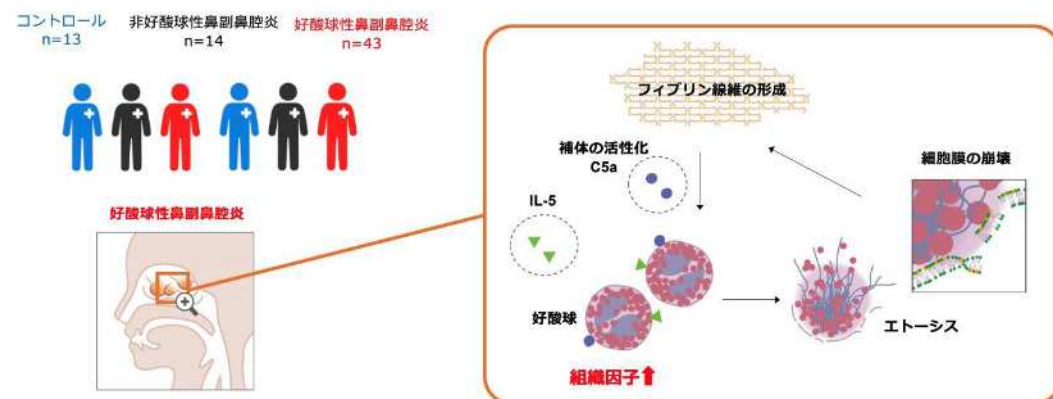 コントロール
n=13
非好酸球性鼻副鼻腔炎
n=14
好酸球性鼻副鼻腔炎
n=43
好酸球性鼻副鼻腔炎
フィブリン線維の形成
補体の活性化
C5a
IL-5
細胞膜の崩壊
好酸球
エトーシス
組織因子⬆